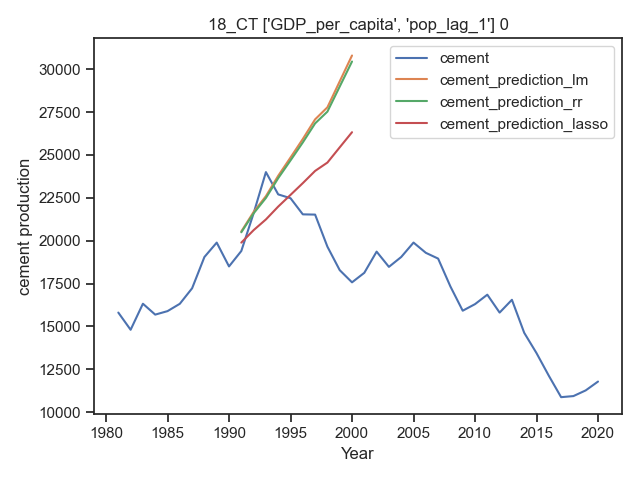 18_CT ['GDP_per_capita', 'pop_lag_1'] 0
cement
cement_prediction_lm
cement_prediction_rr
cement_prediction_lasso
cement production
30000
27500
25000
22500
20000
17500
15000
12500
10000
1980 1985 1990 1995 2000 2005 2010 2015 2020
Year